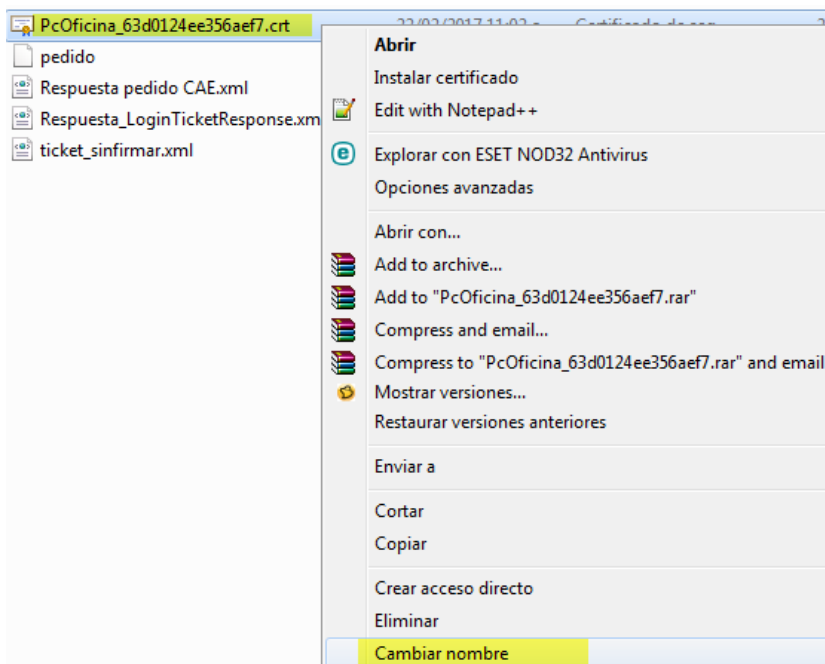 PcOficina_63d0124ee356aef7.crt
pedido
Respuesta pedido CAE.xml
Respuesta_LoginTicketResponse.xm
ticket_sinfirmar.xml
Abrir
Instalar certificado
Edit with Notepad++
Explorar con ESET NOD32 Antivirus
Opciones avanzadas
Abrir con...
Add to archive...
Add to "PcOficina_63d0124ee356aef7.rar"
Compress and email...
Compress to "PcOficina_63d0124ee356aef7.rar" and email
Mostrar versiones...
Restaurar versiones anteriores
Enviar a
Cortar
Copiar
Crear acceso directo
Eliminar
Cambiar nombre